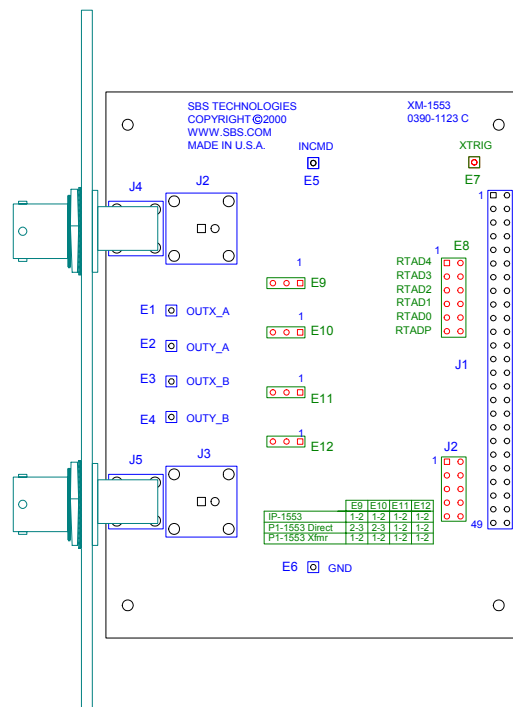 SBS TECHNOLOGIES
COPYRIGHT ©2000
WWW.SBS.COM
MADE IN U.S.A.
XM-1553
0390-1123 C
INCMD
E5
XTRIG
E7
J4
J2
1
E8
1
RTAD4
RTAD3
RTAD2
RTAD1
RTAD0
RTADP
1
E9
1
E10
E1 OUTX_A
E2 OUTY_A
E3 OUTX_B
E4 OUTY_B
J1
1
E11
1
E12
J5
J3
J2
1
49
E9 E10 E11 E12
IP-1553 1-2 1-2 1-2 1-2
P1-1553 Direct 2-3 2-3 1-2 1-2
P1-1553 Xfmr 1-2 1-2 1-2 1-2
E6 GND